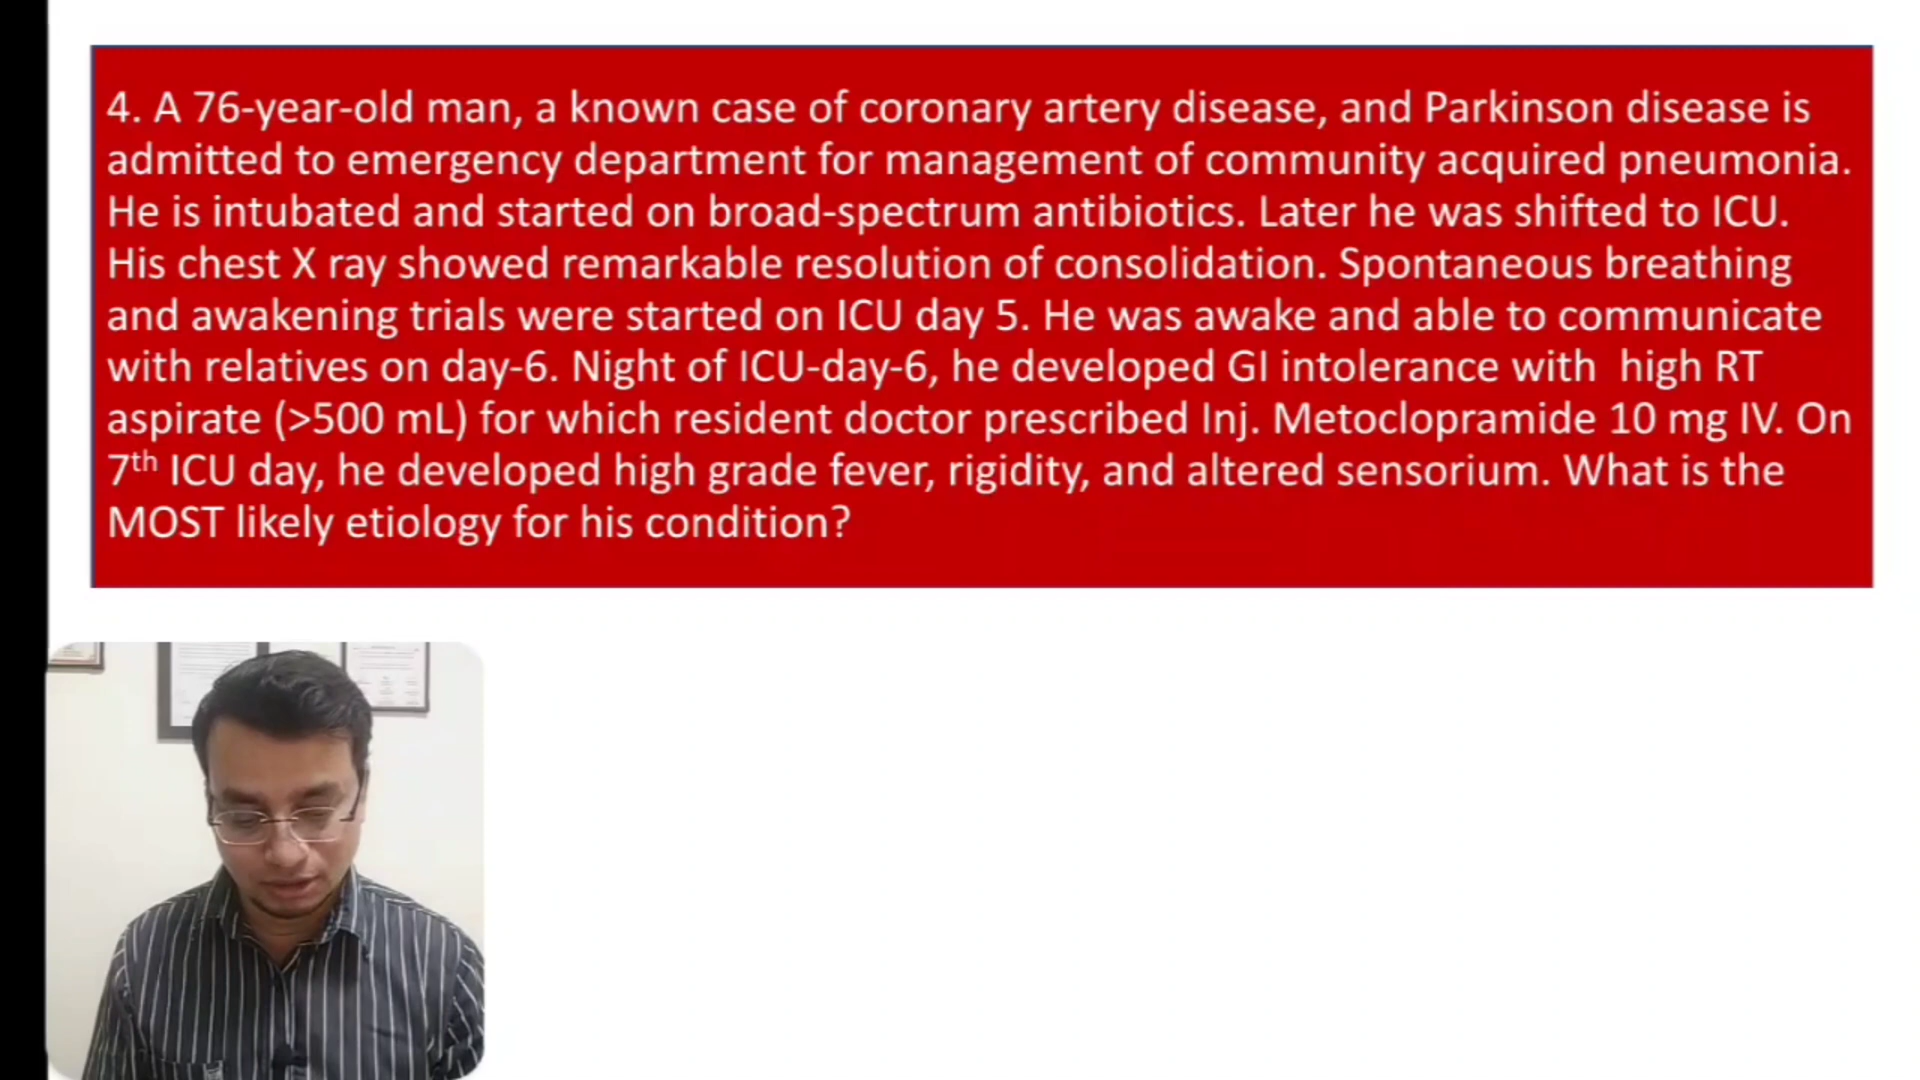 4. A 76-year-old man, a known case of coronary artery disease, and Parkinson disease is
admitted to emergency department for management of community acquired pneumonia.
He is intubated and started on broad-spectrum antibiotics. Later he was shifted to ICU.
His chest X ray showed remarkable resolution of consolidation. Spontaneous breathing
and awakening trials were started on ICU day 5. He was awake and able to communicate
with relatives on day-6. Night of ICU-day-6, he developed GI intolerance with  high RT
aspirate (>500 mL) for which resident doctor prescribed Inj. Metoclopramide 10 mg IV. On
7th ICU day, he developed high grade fever, rigidity, and altered sensorium. What is the
MOST likely etiology for his condition?